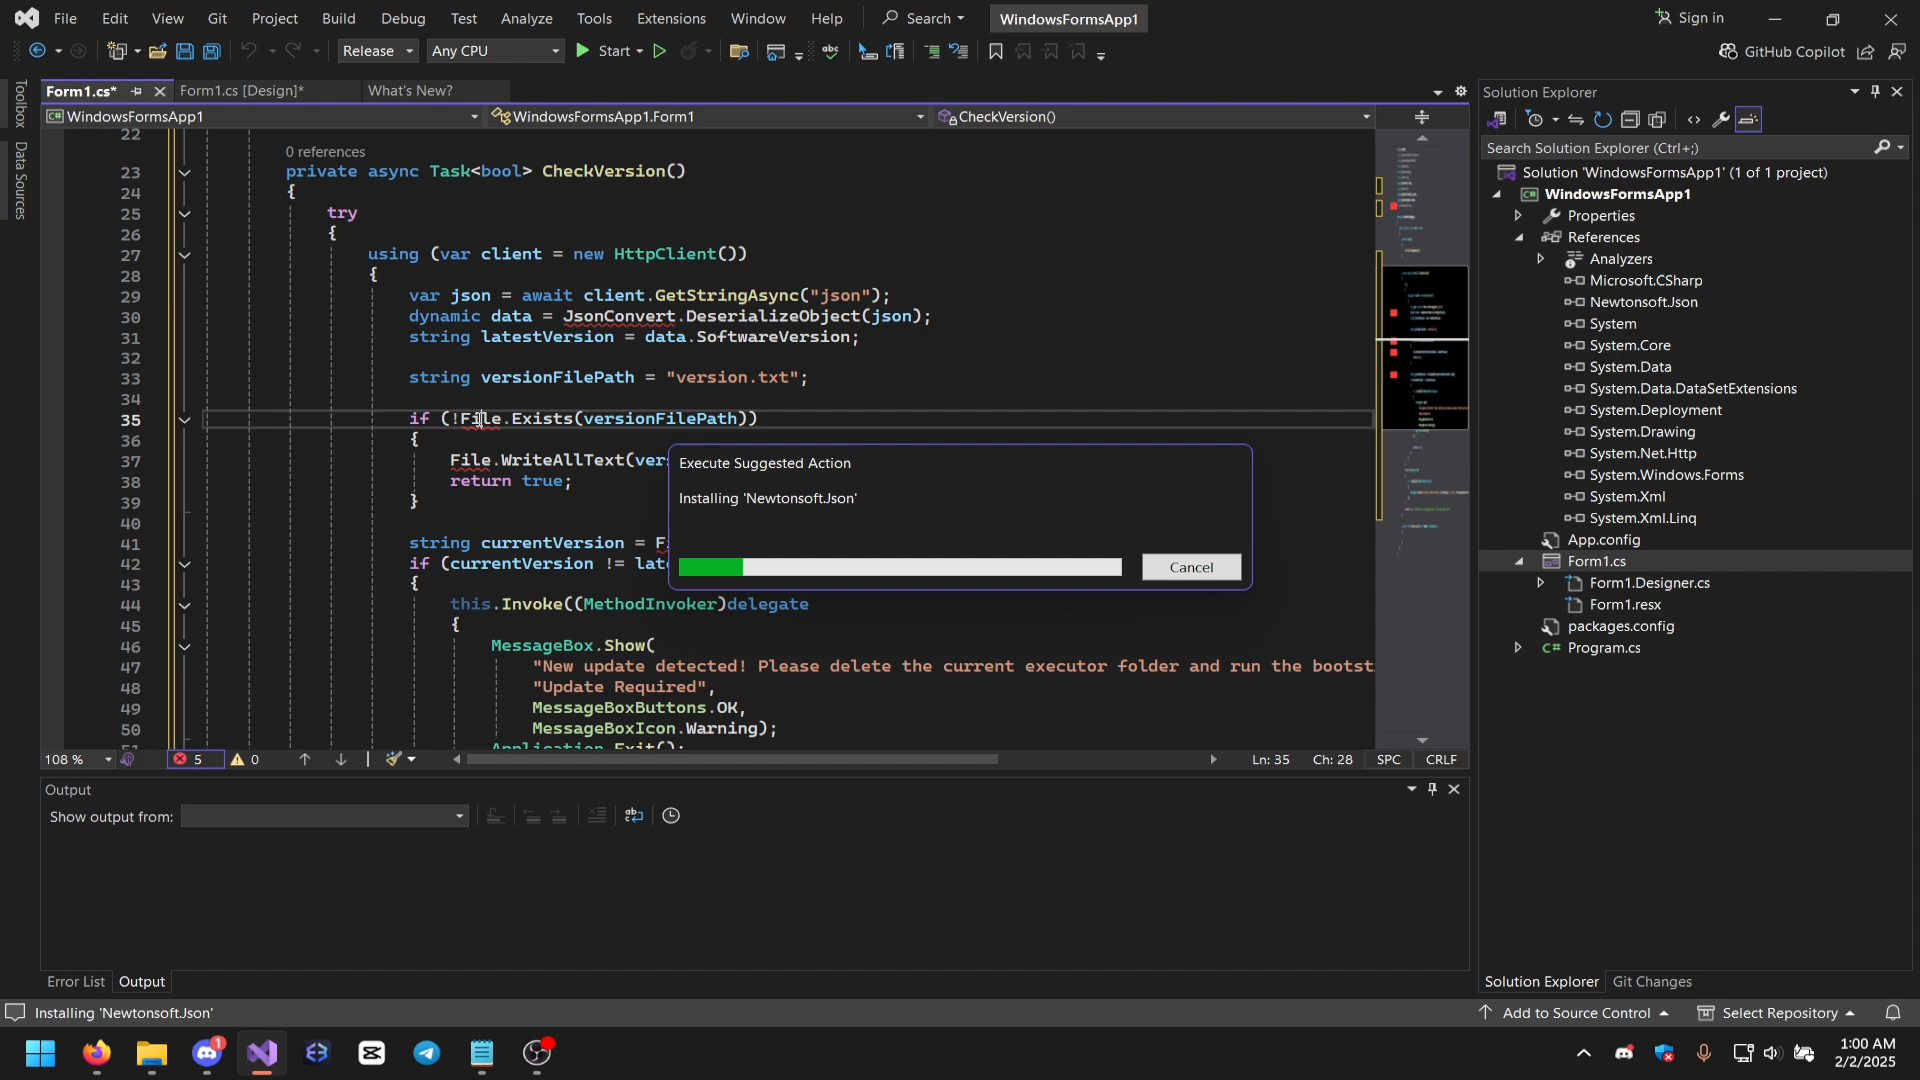 File Edit View Git Project Build Debug Test Analyze Tools Extensions Window Help Search WindowsFormsApp1 Sign in
Release Any CPU Start GitHub Copilot
Toolbox
Data Sources
Form1.cs* Form1.cs [Design]* What's New?
WindowsFormsApp1 WindowsFormsApp1.Form1 CheckVersion()
22
0 references
23 private async Task<bool> CheckVersion()
24 {
25 try
26 {
27 using (var client = new HttpClient())
28 {
29 var json = await client.GetStringAsync("json");
30 dynamic data = JsonConvert.DeserializeObject(json);
31 string latestVersion = data.SoftwareVersion;
32
33 string versionFilePath = "version.txt";
34
35 if (!File.Exists(versionFilePath))
36 {
37 File.WriteAllText(ver
38 return true;
39 }
40
41 string currentVersion = F
42 if (currentVersion != lat
43 {
44 this.Invoke((MethodInvoker)delegate
45 {
46 MessageBox.Show(
47 "New update detected! Please delete the current executor folder and run the bootst
48 "Update Required",
49 MessageBoxButtons.OK,
50 MessageBoxIcon.Warning);
51 Application.Exit();
Execute Suggested Action
Installing 'Newtonsoft.Json'
Cancel
108 % 5 0 Ln: 35 Ch: 28 SPC CRLF
Output
Show output from:
Error List Output
Solution Explorer
Search Solution Explorer (Ctrl+;)
Solution 'WindowsFormsApp1' (1 of 1 project)
WindowsFormsApp1
Properties
References
Analyzers
Microsoft.CSharp
Newtonsoft.Json
System
System.Core
System.Data
System.Data.DataSetExtensions
System.Deployment
System.Drawing
System.Net.Http
System.Windows.Forms
System.Xml
System.Xml.Linq
App.config
Form1.cs
Form1.Designer.cs
Form1.resx
packages.config
C# Program.cs
Solution Explorer Git Changes
Installing 'Newtonsoft.Json' Add to Source Control Select Repository
1
1:00 AM
2/2/2025